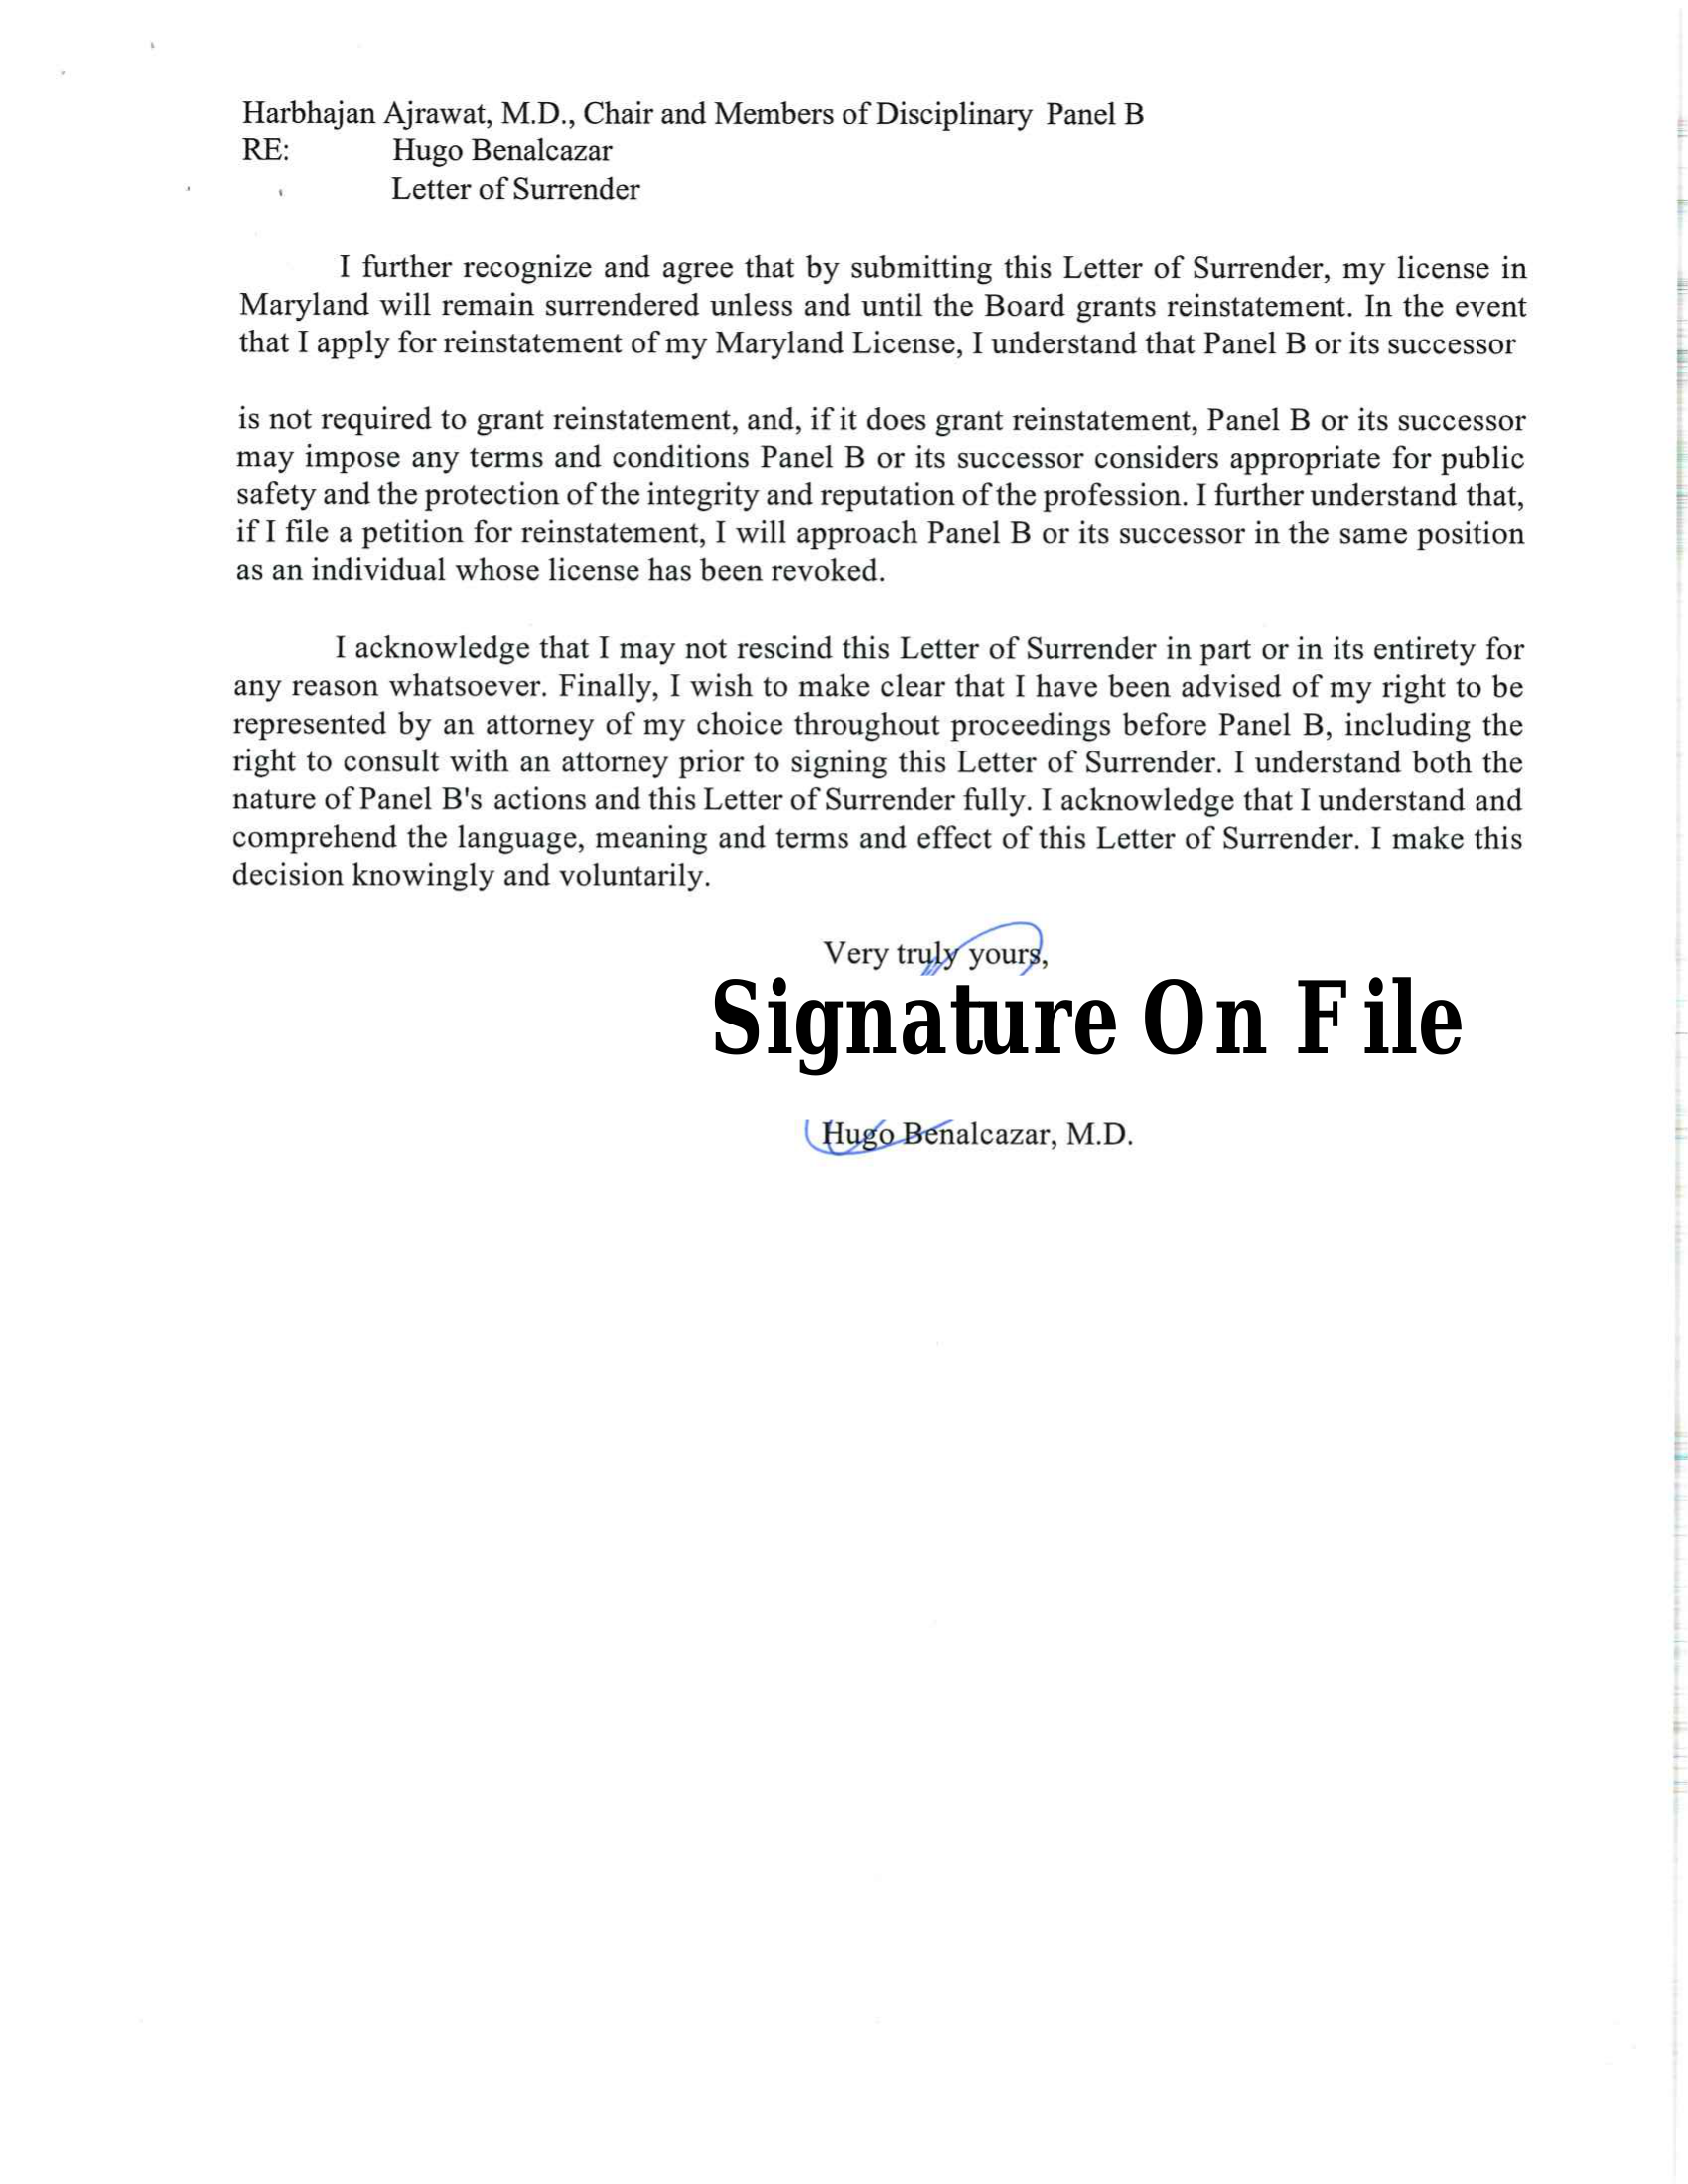 Harbhajan Ajrawat, M.D., Chair and Members of Disciplinary Panel B
RE: Hugo Benalcazar
Letter of Surrender
I further recognize and agree that by submitting this Letter of Surrender, my license in
Maryland will remain surrendered unless and until the Board grants reinstatement. In the event
that I apply for reinstatement of my Maryland License, I understand that Panel B or its successor
is not required to grant reinstatement, and, if it does grant reinstatement, Panel B or its successor
may impose any terms and conditions Panel B or its successor considers appropriate for public
safety and the protection of the integrity and reputation of the profession. I further understand that,
if I file a petition for reinstatement, I will approach Panel B or its successor in the same position
as an individual whose license has been revoked.
I acknowledge that I may not rescind this Letter of Surrender in part or in its entirety for
any reason whatsoever. Finally, I wish to make clear that I have been advised of my right to be
represented by an attorney of my choice throughout proceedings before Panel B, including the
right to consult with an attorney prior to signing this Letter of Surrender. I understand both the
nature of Panel B's actions and this Letter of Surrender fully. I acknowledge that I understand and
comprehend the language, meaning and terms and effect of this Letter of Surrender. I make this
decision knowingly and voluntarily.
Very truly yours,
Signature On File
Hugo Benalcazar, M.D.